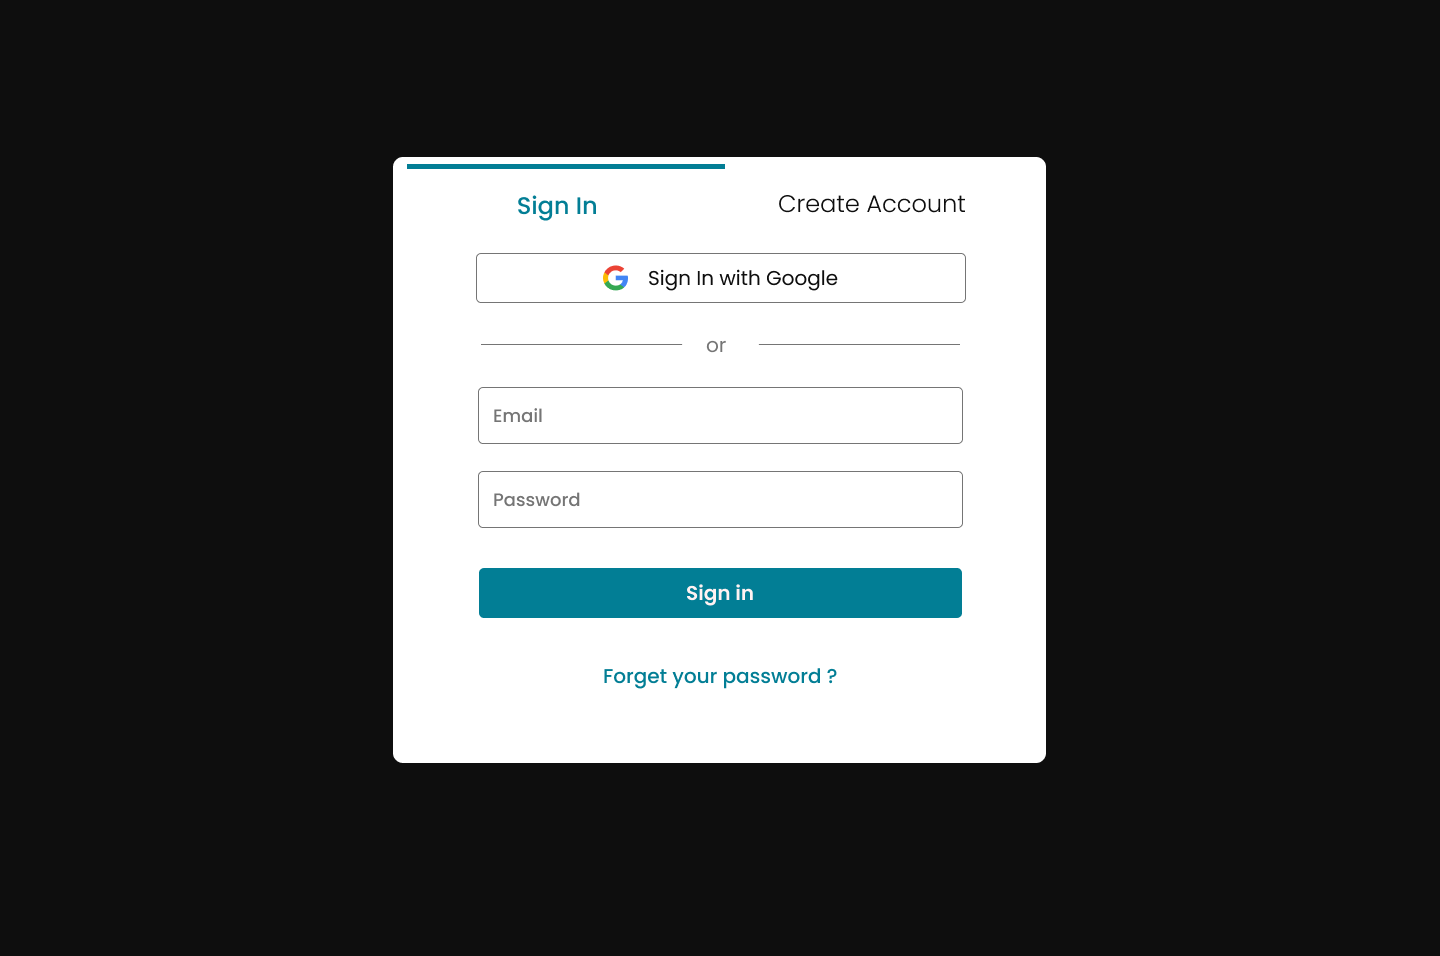 Sign In
Create Account
Sign In with Google
or
Email
Password
Sign in
Forget your password ?